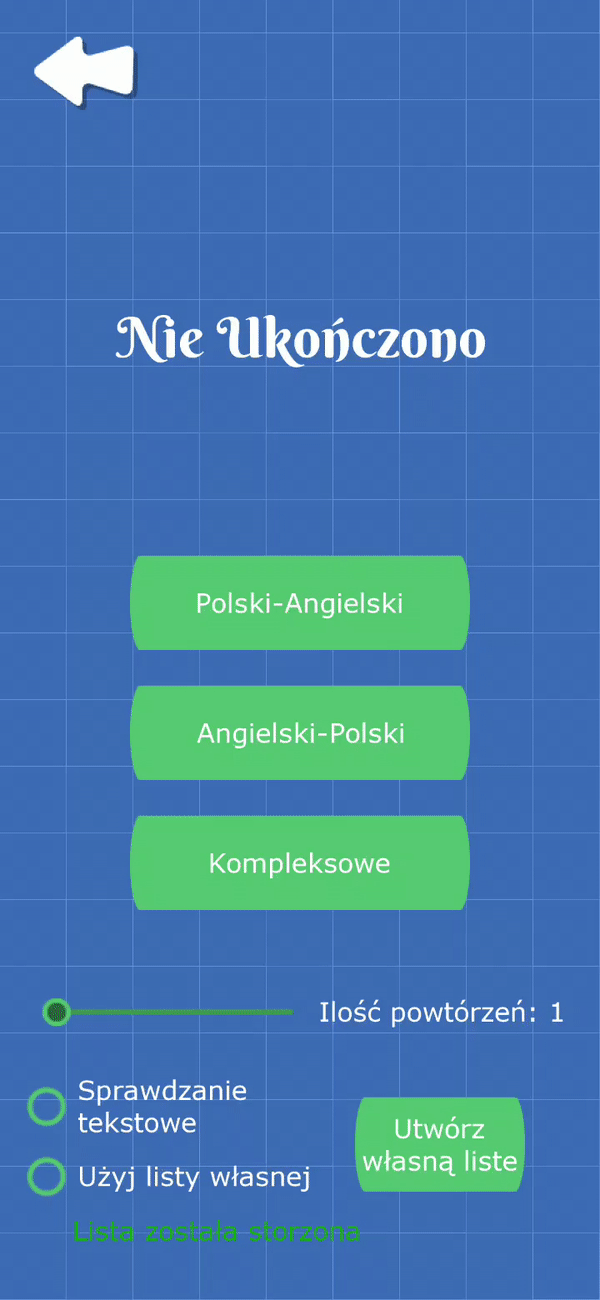 Nie Ukończono
Polski-Angielski
Angielski-Polski
Kompleksowe
Ilość powtórzeń: 1
Sprawdzanie
tekstowe
Utwórz
własną liste
Użyj listy własnej
Lista została storzona